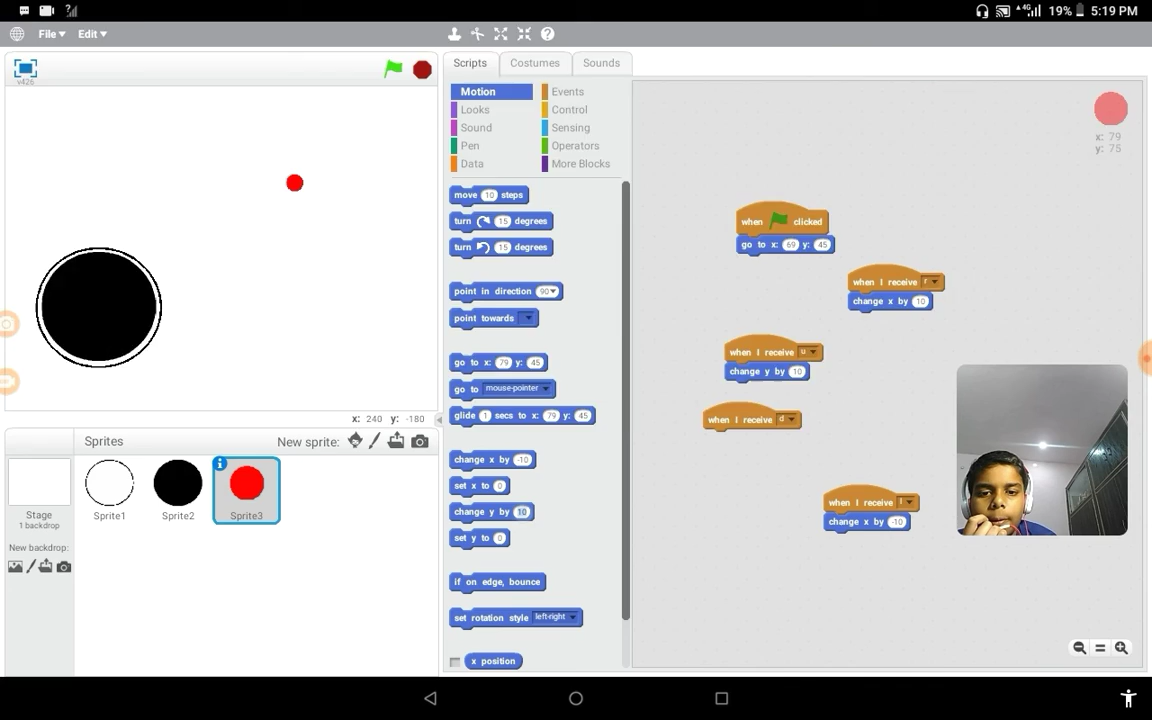 19% 5:19 PM
File Edit
v426
Scripts Costumes Sounds
Motion Events
Looks Control
Sound Sensing
Pen Operators
Data More Blocks
move 10 steps
turn 15 degrees
turn 15 degrees
point in direction 90
point towards
go to x: 79 y: 45
go to mouse-pointer
glide 1 secs to x: 79 y: 45
change x by -10
set x to 0
change y by 10
set y to 0
if on edge, bounce
set rotation style left-right
x position
x: 79
y: 75
when clicked
go to x: 69 y: 45
when I receive r
change x by 10
when I receive u
change y by 10
when I receive d
when I receive l
change x by -10
x: 240 y: -180
Sprites New sprite:
Stage
1 backdrop
New backdrop:
Sprite1 Sprite2 Sprite3